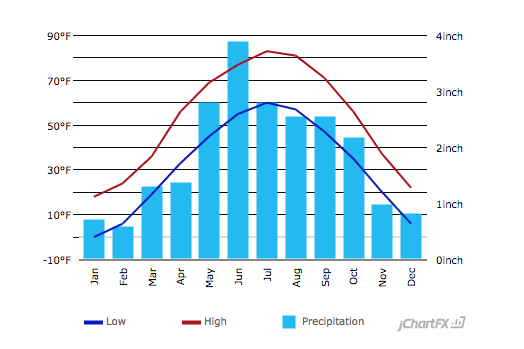 90°F
70°F
50°F
30°F
10°F
-10°F
4inch
3inch
2inch
1inch
0inch
Jan
Feb
Mar
Apr
May
Jun
Jul
Aug
Sep
Oct
Nov
Dec
Low
High
Precipitation
jChartFX